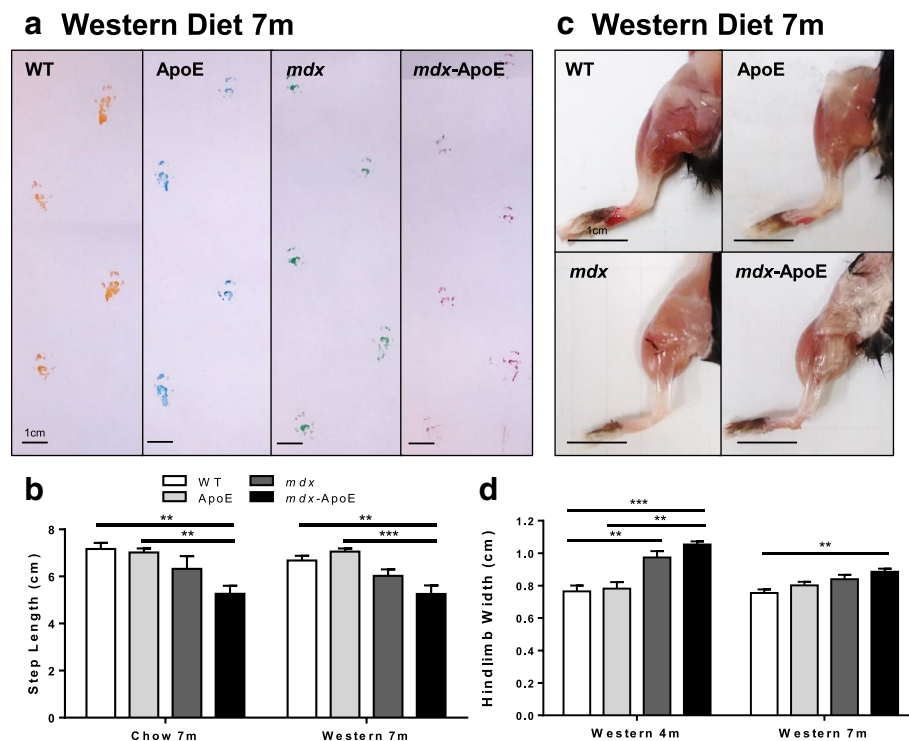 a Western Diet 7m
WT
ApoE
mdx
mdx-ApoE
1cm
c Western Diet 7m
WT
ApoE
1cm
mdx
mdx-ApoE
b
WT
ApoE
mdx
mdx-ApoE
Step Length (cm)
8
6
4
2
0
**
**
**
***
Chow 7m
Western 7m
d
Hindlimb Width (cm)
1.2
1.0
0.8
0.6
0.4
0.2
0.0
***
**
**
**
Western 4m
Western 7m